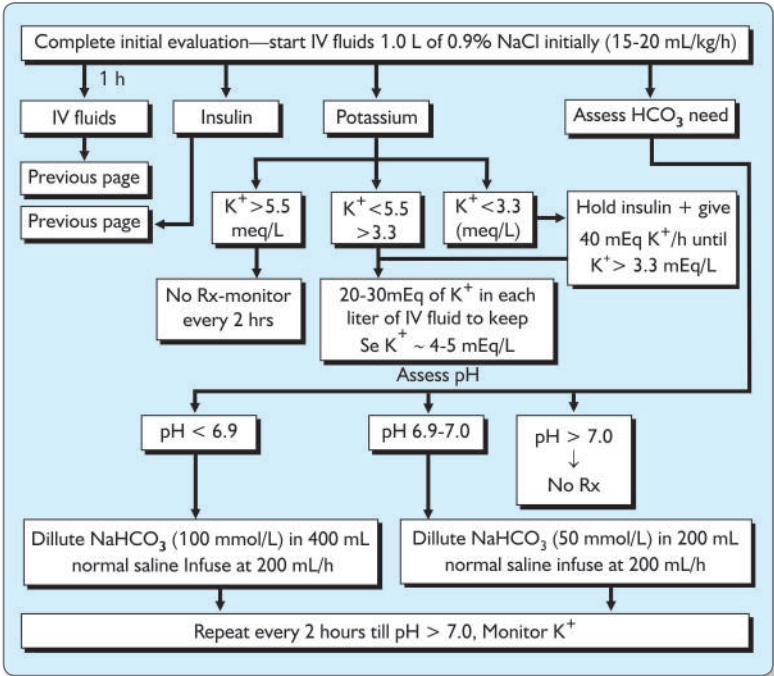 Complete initial evaluation—start IV fluids 1.0 L of 0.9% NaCl initially (15-20 mL/kg/h)
1 h
IV fluids
Insulin
Potassium
Assess HCO₃ need
Previous page
Previous page
K⁺>5.5
meq/L
K⁺<5.5
>3.3
K⁺<3.3
(meq/L)
Hold insulin + give
40 mEq K⁺/h until
K⁺> 3.3 mEq/L
No Rx-monitor
every 2 hrs
20-30mEq of K⁺ in each
liter of IV fluid to keep
Se K⁺ ~ 4-5 mEq/L
Assess pH
pH < 6.9
pH 6.9-7.0
pH > 7.0
↓
No Rx
Dillute NaHCO₃ (100 mmol/L) in 400 mL
normal saline Infuse at 200 mL/h
Dillute NaHCO₃ (50 mmol/L) in 200 mL
normal saline infuse at 200 mL/h
Repeat every 2 hours till pH > 7.0, Monitor K⁺